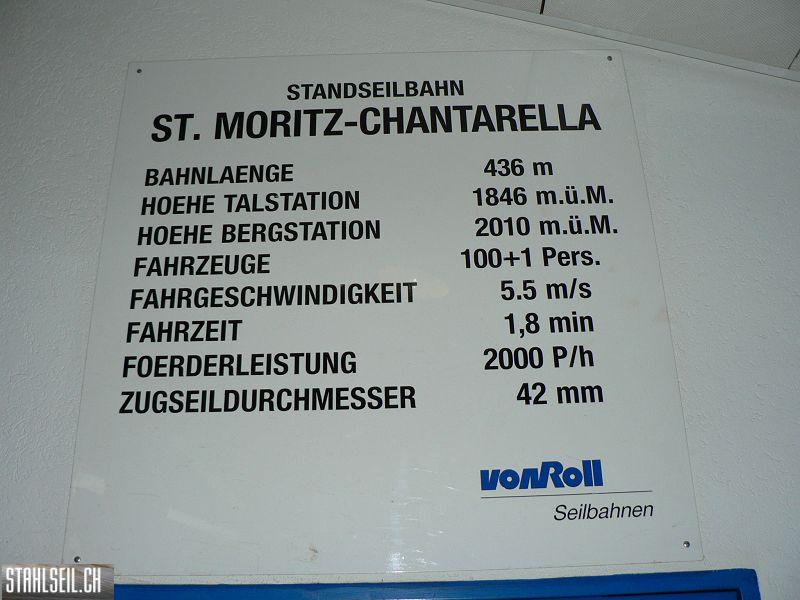 STANDSEILBAHN
ST. MORITZ-CHANTARELLA
BAHNLAENGE 436 m
HOEHE TALSTATION 1846 m.ü.M.
HOEHE BERGSTATION 2010 m.ü.M.
FAHRZEUGE 100+1 Pers.
FAHRGESCHWINDIGKEIT 5.5 m/s
FAHRZEIT 1,8 min
FOERDERLEISTUNG 2000 P/h
ZUGSEILDURCHMESSER 42 mm
vonRoll
Seilbahnen
STAHLSEIL.CH